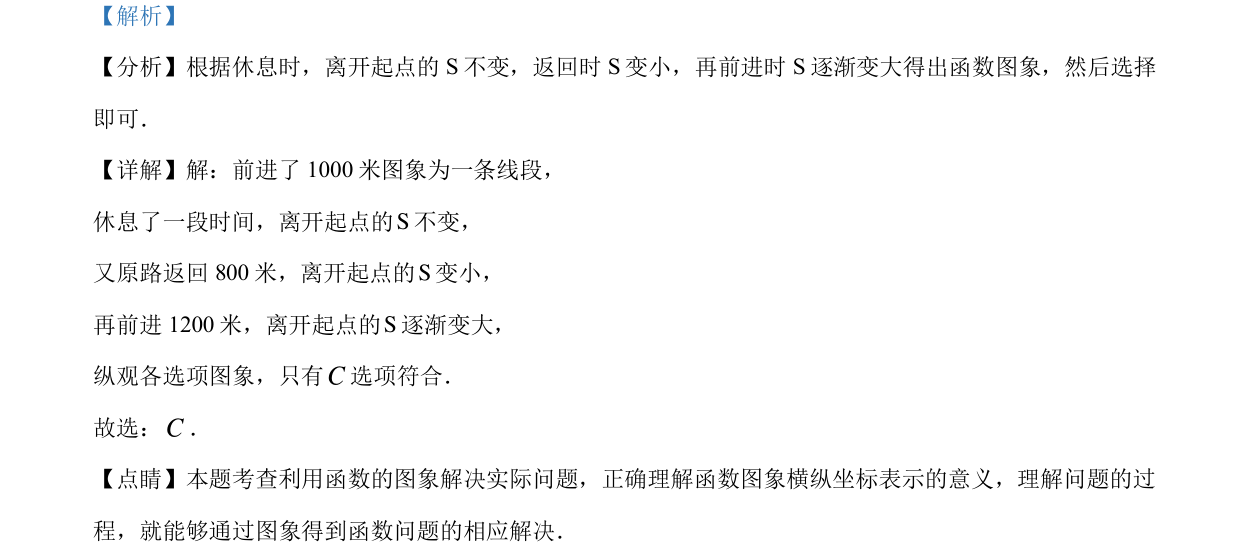 【解析】
【分析】根据休息时，离开起点的 S 不变，返回时 S 变小，再前进时 S 逐渐变大得出函数图象，然后选择
即可．
【详解】解：前进了 1000 米图象为一条线段，
休息了一段时间，离开起点的 S 不变，
又原路返回 800 米，离开起点的 S 变小，
再前进 1200 米，离开起点的 S 逐渐变大，
纵观各选项图象，只有 C 选项符合．
故选：C．
【点睛】本题考查利用函数的图象解决实际问题，正确理解函数图象横纵坐标表示的意义，理解问题的过
程，就能够通过图象得到函数问题的相应解决．